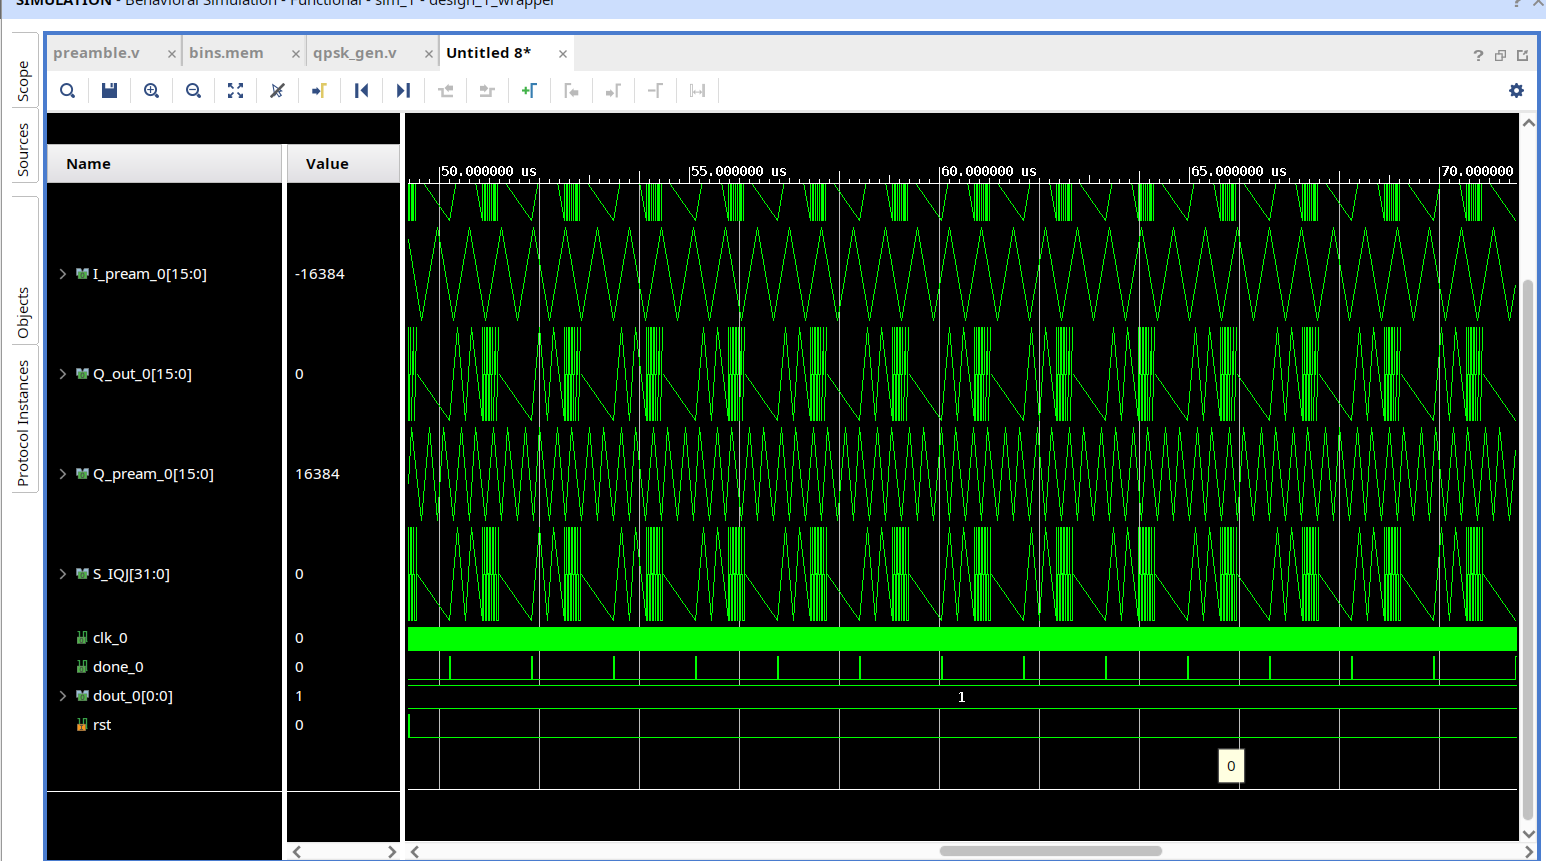 SIMULATION - Behavioral Simulation - Functional - sim_1 - design_1_wrapper
preamble.v
bins.mem
qpsk_gen.v
Untitled 8*
Scope
Sources
Objects
Protocol Instances
Name
Value
50.000000 us
55.000000 us
60.000000 us
65.000000 us
70.000000
I_pream_0[15:0]
-16384
Q_out_0[15:0]
0
Q_pream_0[15:0]
16384
S_IQJ[31:0]
0
clk_0
0
done_0
0
dout_0[0:0]
1
1
rst
0
0